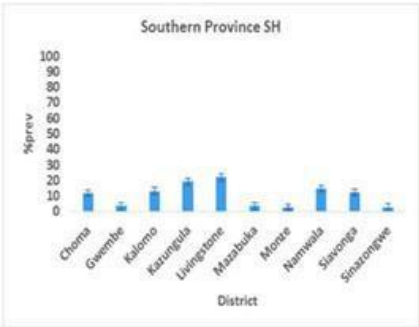 Southern Province SH
100
90
80
70
60
50
40
30
20
10
0
%prev
Choma
Gwembe
Kalomo
Kazungula
Livingstone
Mazabuka
Monze
Namwala
Siavonga
Sinazongwe
District